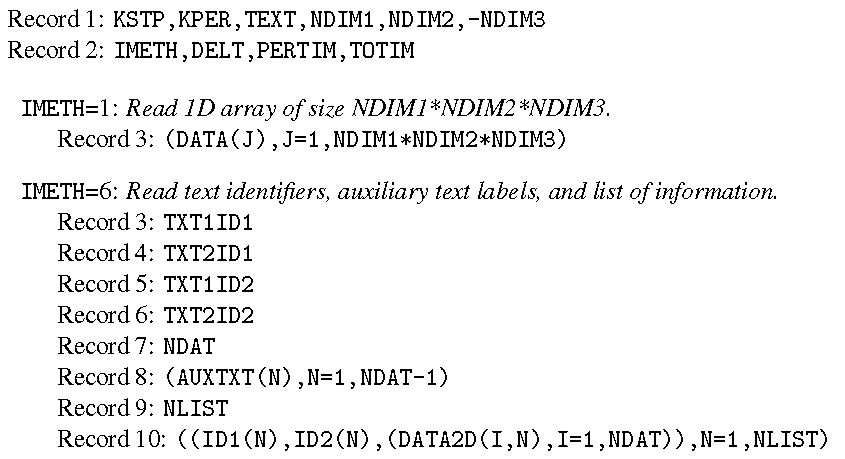 Record 1: KSTP,KPER,TEXT,NDIM1,NDIM2,-NDIM3
Record 2: IMETH,DELT,PERTIM,TOTIM
IMETH=1: Read 1D array of size NDIM1*NDIM2*NDIM3.
Record 3: (DATA(J),J=1,NDIM1*NDIM2*NDIM3)
IMETH=6: Read text identifiers, auxiliary text labels, and list of information.
Record 3: TXT1ID1
Record 4: TXT2ID1
Record 5: TXT1ID2
Record 6: TXT2ID2
Record 7: NDAT
Record 8: (AUXTXT(N),N=1,NDAT-1)
Record 9: NLIST
Record 10: ((ID1(N),ID2(N),(DATA2D(I,N),I=1,NDAT)),N=1,NLIST)